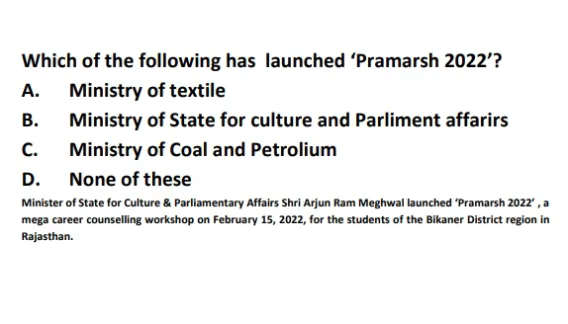 Which of the following has launched ‘Pramarsh 2022’?
A. Ministry of textile
B. Ministry of State for culture and Parliment affarirs
C. Ministry of Coal and Petrolium
D. None of these
Minister of State for Culture & Parliamentary Affairs Shri Arjun Ram Meghwal launched ‘Pramarsh 2022’ , a
mega career counselling workshop on February 15, 2022, for the students of the Bikaner District region in
Rajasthan.